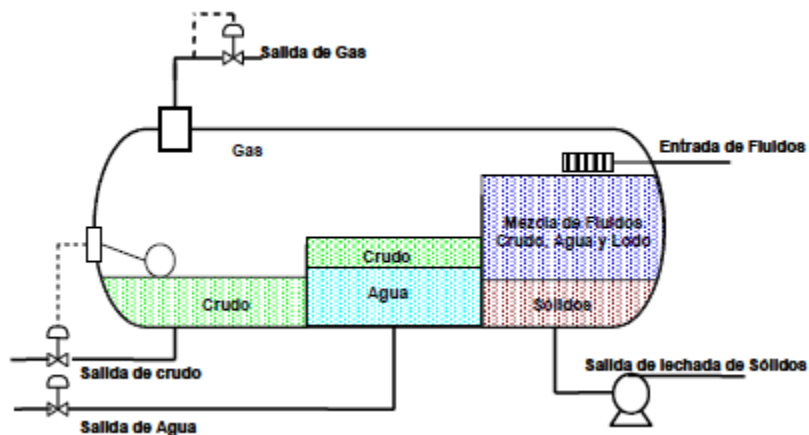 Salida de Gas
Gas
Entrada de Fluidos
Mezcla de Fluidos
Crudo, Agua y Lodo
Crudo
Agua
Crudo
Sólidos
Salida de crudo
Salida de lechada de Sólidos
Salida de Agua